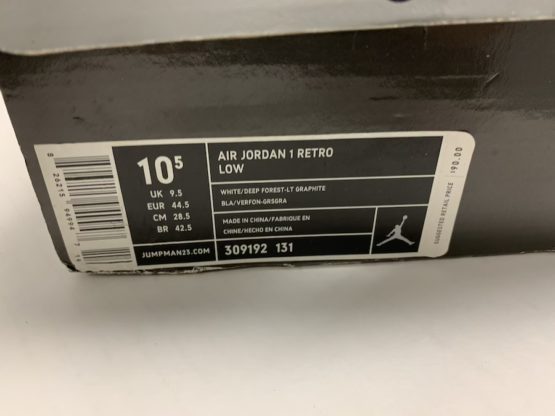 10⁵
UK 9.5
EUR 44.5
CM 28.5
BR 42.5
JUMPMAN23.COM
AIR JORDAN 1 RETRO
LOW
WHITE/DEEP FOREST-LT GRAPHITE
BLA/VERFON-GRSGRA
MADE IN CHINA/FABRIQUE EN
CHINE/HECHO EN CHINA
309192 131
SUGGESTED RETAIL PRICE